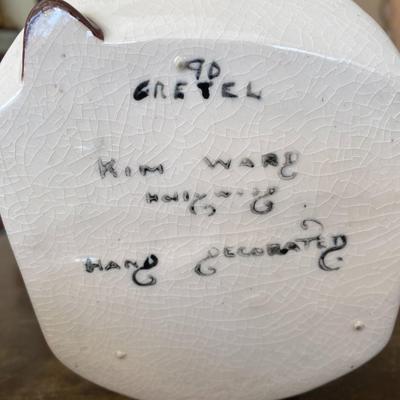 90
GRETEL
KIM WARD
HAND DECORATED